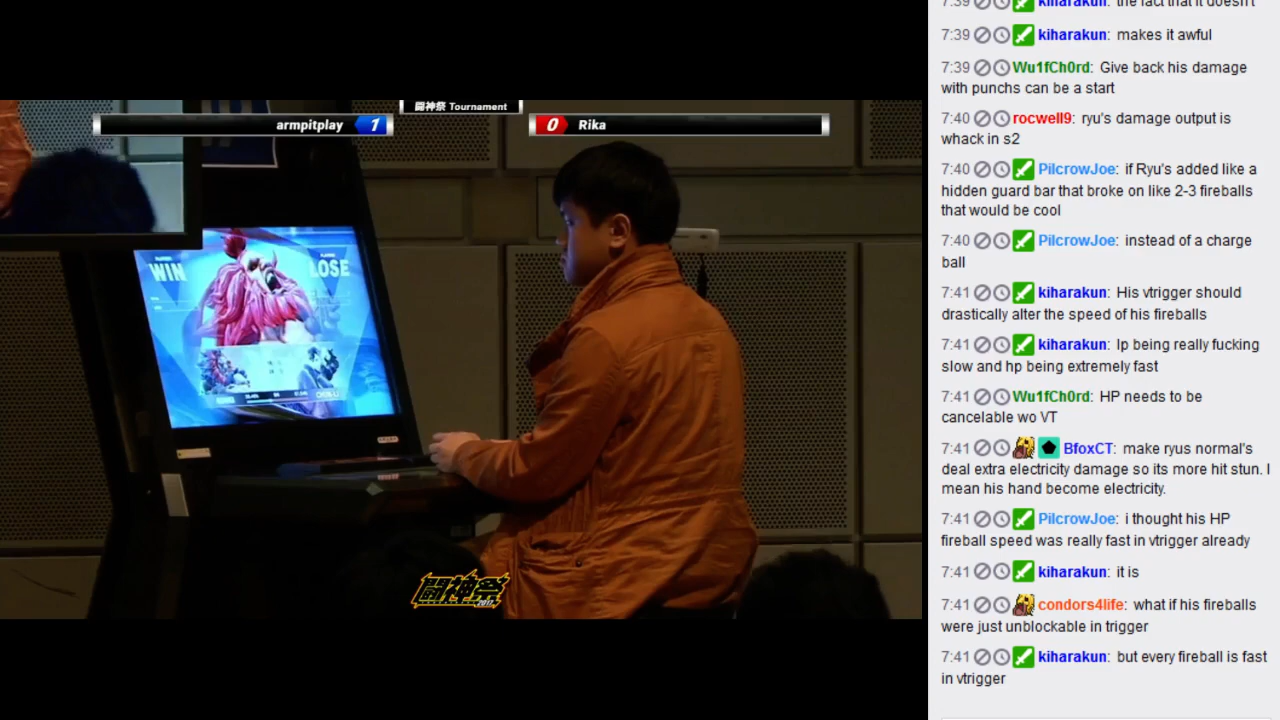 闘神祭 Tournament
armpitplay 1
0 Rika
WIN
LOSE
闘神祭
2017
7:39 kiharakun: the fact that it doesn't
7:39 kiharakun: makes it awful
7:39 Wu1fCh0rd: Give back his damage
with punchs can be a start
7:40 rocwell9: ryu's damage output is
whack in s2
7:40 PilcrowJoe: if Ryu's added like a
hidden guard bar that broke on like 2-3 fireballs
that would be cool
7:40 PilcrowJoe: instead of a charge
ball
7:41 kiharakun: His vtrigger should
drastically alter the speed of his fireballs
7:41 kiharakun: lp being really fucking
slow and hp being extremely fast
7:41 Wu1fCh0rd: HP needs to be
cancelable wo VT
7:41 BfoxCT: make ryus normal's
deal extra electricity damage so its more hit stun. I
mean his hand become electricity.
7:41 PilcrowJoe: i thought his HP
fireball speed was really fast in vtrigger already
7:41 kiharakun: it is
7:41 condors4life: what if his fireballs
were just unblockable in trigger
7:41 kiharakun: but every fireball is fast
in vtrigger